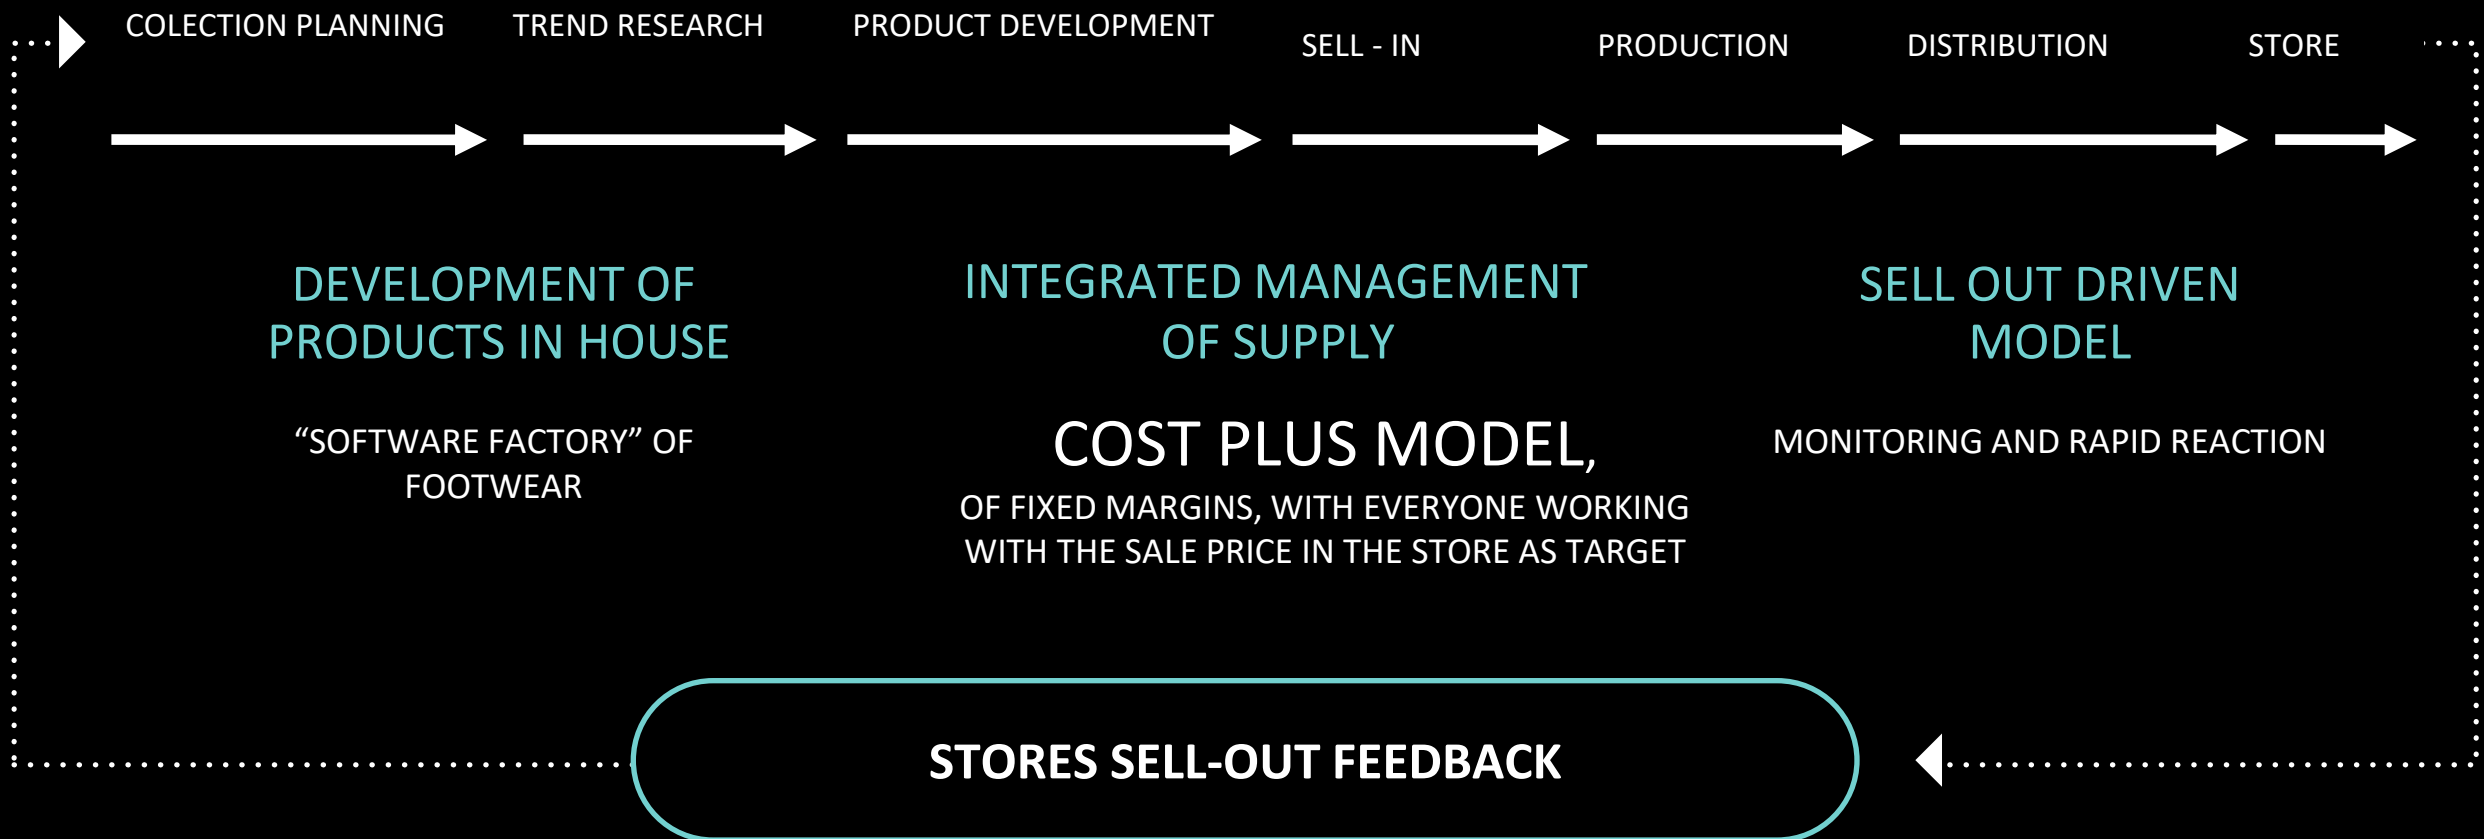 COLECTION PLANNING
TREND RESEARCH
PRODUCT DEVELOPMENT
SELL - IN
PRODUCTION
DISTRIBUTION
STORE
DEVELOPMENT OF
PRODUCTS IN HOUSE
“SOFTWARE FACTORY” OF
FOOTWEAR
INTEGRATED MANAGEMENT
OF SUPPLY
COST PLUS MODEL,
OF FIXED MARGINS, WITH EVERYONE WORKING
WITH THE SALE PRICE IN THE STORE AS TARGET
SELL OUT DRIVEN
MODEL
MONITORING AND RAPID REACTION
STORES SELL-OUT FEEDBACK